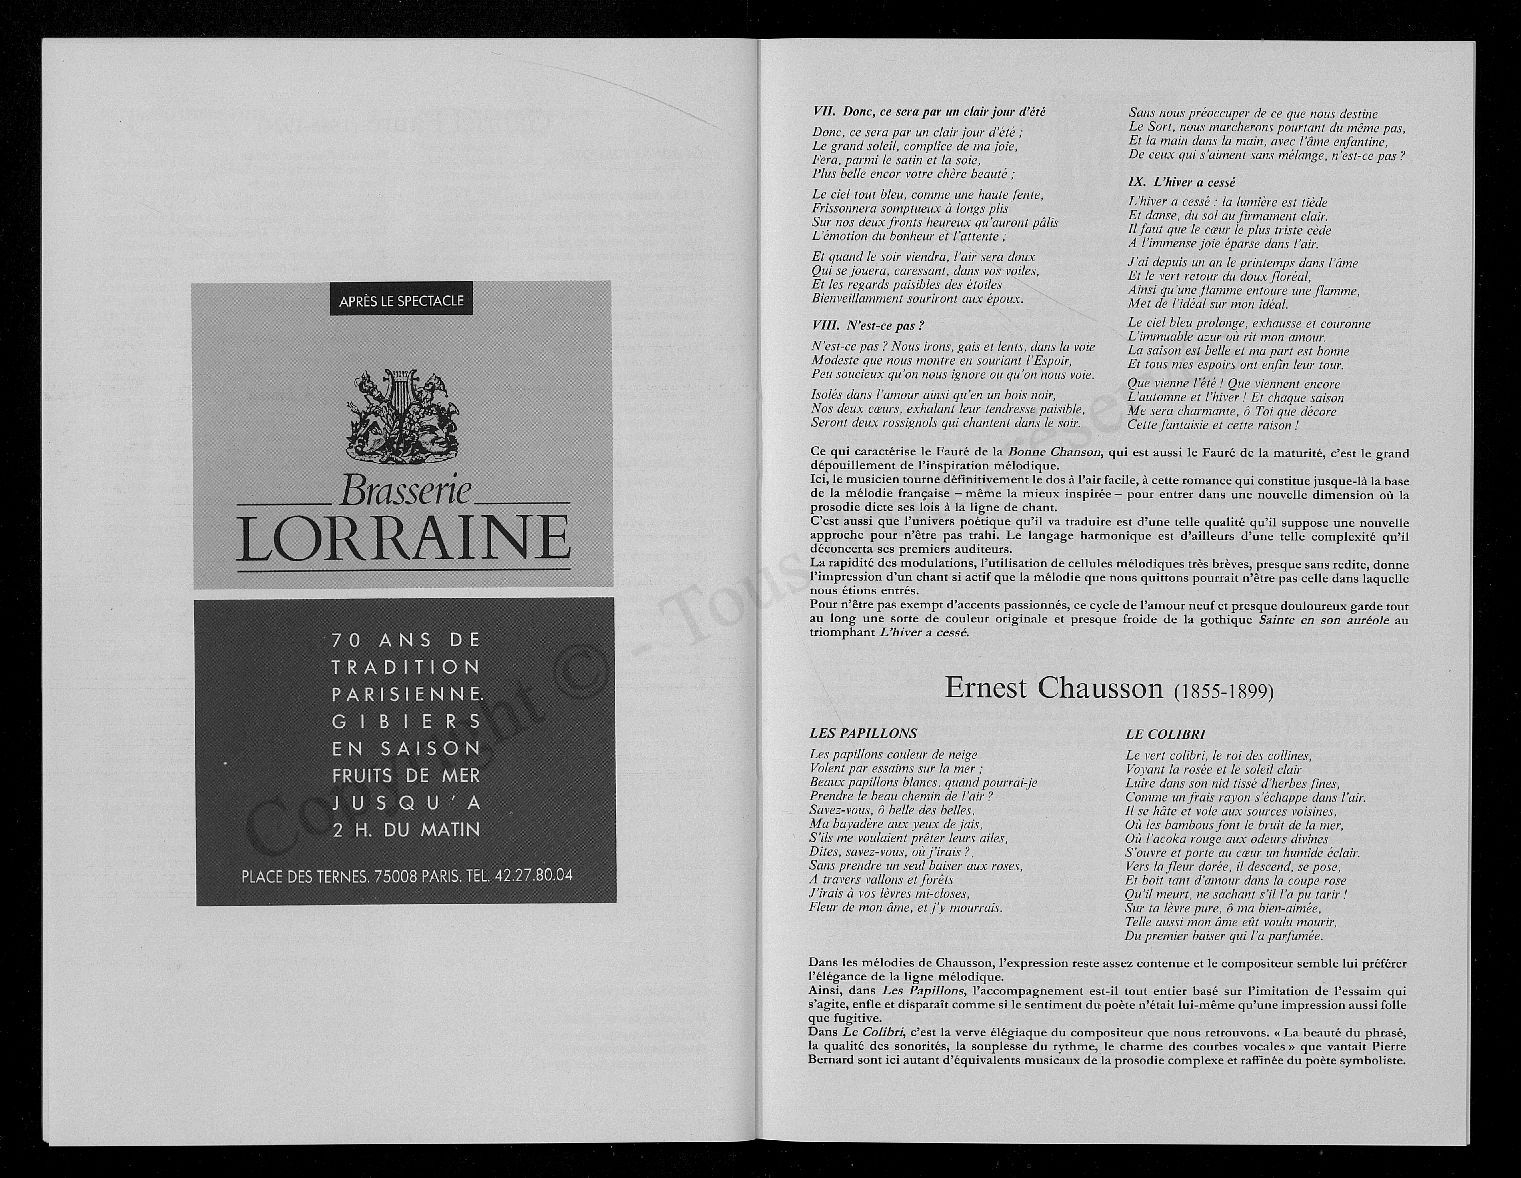 APRÈS LE SPECTACLE
Brasserie
LORRAINE
70 ANS DE
TRADITION
PARISIENNE.
GIBIERS
EN SAISON
FRUITS DE MER
JUSQU'A
2 H. DU MATIN
PLACE DES TERNES. 75008 PARIS. TEL. 42.27.80.04
Copyright © - Tous
VII. Donc, ce sera par un clair jour d'été
Donc, ce sera par un clair jour d'été ;
Le grand soleil, complice de ma joie,
Fera, parmi le satin et la soie,
Plus belle encor votre chère beauté ;
Le ciel tout bleu, comme une haute tente,
Frissonnera somptueux à longs plis
Sur nos deux fronts heureux qu'auront pâlis
L'émotion du bonheur et l'attente ;
Et quand le soir viendra, l'air sera doux
Qui se jouera, caressant, dans vos voiles,
Et les regards paisibles des étoiles
Bienveillamment souriront aux époux.
VIII. N'est-ce pas ?
N'est-ce pas ? Nous irons, gais et lents, dans la voie
Modeste que nous montre en souriant l'Espoir,
Peu soucieux qu'on nous ignore ou qu'on nous voie.
Isolés dans l'amour ainsi qu'en un bois noir,
Nos deux cœurs, exhalant leur tendresse paisible,
Seront deux rossignols qui chantent dans le soir.
Sans nous préoccuper de ce que nous destine
Le Sort, nous marcherons pourtant du même pas,
Et la main dans la main, avec l'âme enfantine,
De ceux qui s'aiment sans mélange, n'est-ce pas ?
IX. L'hiver a cessé
L'hiver a cessé : la lumière est tiède
Et danse, du sol au firmament clair.
Il faut que le cœur le plus triste cède
A l'immense joie éparse dans l'air.
J'ai depuis un an le printemps dans l'âme
Et le vert retour du doux floréal,
Ainsi qu'une flamme entoure une flamme,
Met de l'idéal sur mon idéal.
Le ciel bleu prolonge, exhausse et couronne
L'immuable azur où rit mon amour.
La saison est belle et ma part est bonne
Et tous mes espoirs ont enfin leur tour.
Que vienne l'été ! Que viennent encore
L'automne et l'hiver ! Et chaque saison
Me sera charmante, ô Toi que décore
Cette fantaisie et cette raison !
Ce qui caractérise le Fauré de la Bonne Chanson, qui est aussi le Fauré de la maturité, c'est le grand
dépouillement de l'inspiration mélodique.
Ici, le musicien tourne définitivement le dos à l'air facile, à cette romance qui constitue jusque-là la base
de la mélodie française – même la mieux inspirée – pour entrer dans une nouvelle dimension où la
prosodie dicte ses lois à la ligne de chant.
C'est aussi que l'univers poétique qu'il va traduire est d'une telle qualité qu'il suppose une nouvelle
approche pour n'être pas trahi. Le langage harmonique est d'ailleurs d'une telle complexité qu'il
déconcerta ses premiers auditeurs.
La rapidité des modulations, l'utilisation de cellules mélodiques très brèves, presque sans redite, donne
l'impression d'un chant si actif que la mélodie que nous quittons pourrait n'être pas celle dans laquelle
nous étions entrés.
Pour n'être pas exempt d'accents passionnés, ce cycle de l'amour neuf et presque douloureux garde tout
au long une sorte de couleur originale et presque froide de la gothique Sainte en son auréole au
triomphant L'hiver a cessé.
Ernest Chausson (1855-1899)
LES PAPILLONS
Les papillons couleur de neige
Volent par essaims sur la mer ;
Beaux papillons blancs, quand pourrai-je
Prendre le beau chemin de l'air ?
Savez-vous, ô belle des belles,
Ma bayadère aux yeux de jais,
S'ils me voulaient prêter leurs ailes,
Dites, savez-vous, où j'irais ?,
Sans prendre un seul baiser aux roses,
A travers vallons et forêts
J'irais à vos lèvres mi-closes,
Fleur de mon âme, et j'y mourrais.
LE COLIBRI
Le vert colibri, le roi des collines,
Voyant la rosée et le soleil clair
Luire dans son nid tissé d'herbes fines,
Comme un frais rayon s'échappe dans l'air.
Il se hâte et vole aux sources voisines,
Où les bambous font le bruit de la mer,
Où l'acoka rouge aux odeurs divines
S'ouvre et porte au cœur un humide éclair.
Vers la fleur dorée, il descend, se pose,
Et boit tant d'amour dans la coupe rose
Qu'il meurt, ne sachant s'il l'a pu tarir !
Sur ta lèvre pure, ô ma bien-aimée,
Telle aussi mon âme eût voulu mourir,
Du premier baiser qui l'a parfumée.
Dans les mélodies de Chausson, l'expression reste assez contenue et le compositeur semble lui préférer
l'élégance de la ligne mélodique.
Ainsi, dans Les Papillons, l'accompagnement est-il tout entier basé sur l'imitation de l'essaim qui
s'agite, enfle et disparaît comme si le sentiment du poète n'était lui-même qu'une impression aussi folle
que fugitive.
Dans Le Colibri, c'est la verve élégiaque du compositeur que nous retrouvons. « La beauté du phrasé,
la qualité des sonorités, la souplesse du rythme, le charme des courbes vocales » que vantait Pierre
Bernard sont ici autant d'équivalents musicaux de la prosodie complexe et raffinée du poète symboliste.